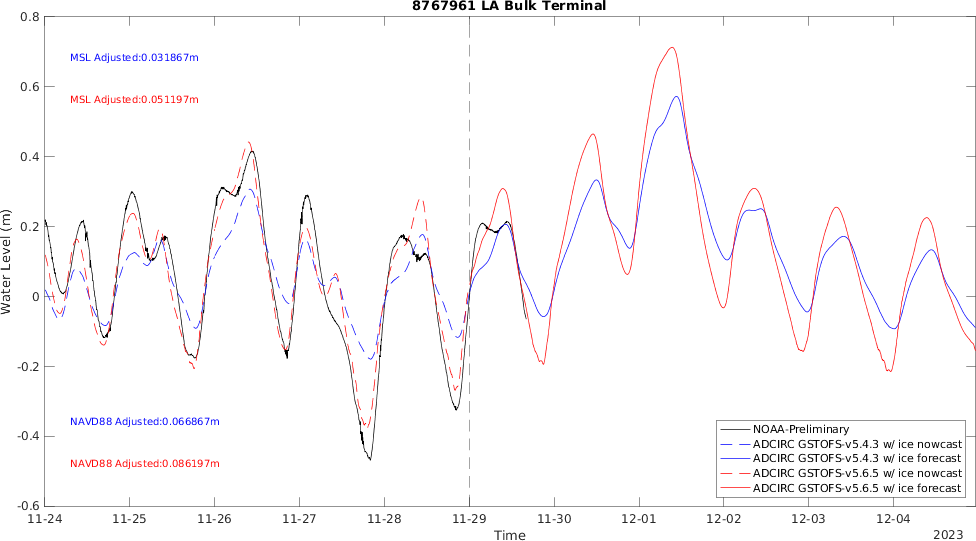 8767961 LA Bulk Terminal
0.8
0.6
0.4
0.2
0
-0.2
-0.4
-0.6
Water Level (m)
MSL Adjusted:0.031867m
MSL Adjusted:0.051197m
NAVD88 Adjusted:0.066867m
NAVD88 Adjusted:0.086197m
NOAA-Preliminary
ADCIRC GSTOFS-v5.4.3 w/ ice nowcast
ADCIRC GSTOFS-v5.4.3 w/ ice forecast
ADCIRC GSTOFS-v5.6.5 w/ ice nowcast
ADCIRC GSTOFS-v5.6.5 w/ ice forecast
11-24 11-25 11-26 11-27 11-28 11-29 11-30 12-01 12-02 12-03 12-04
Time
2023